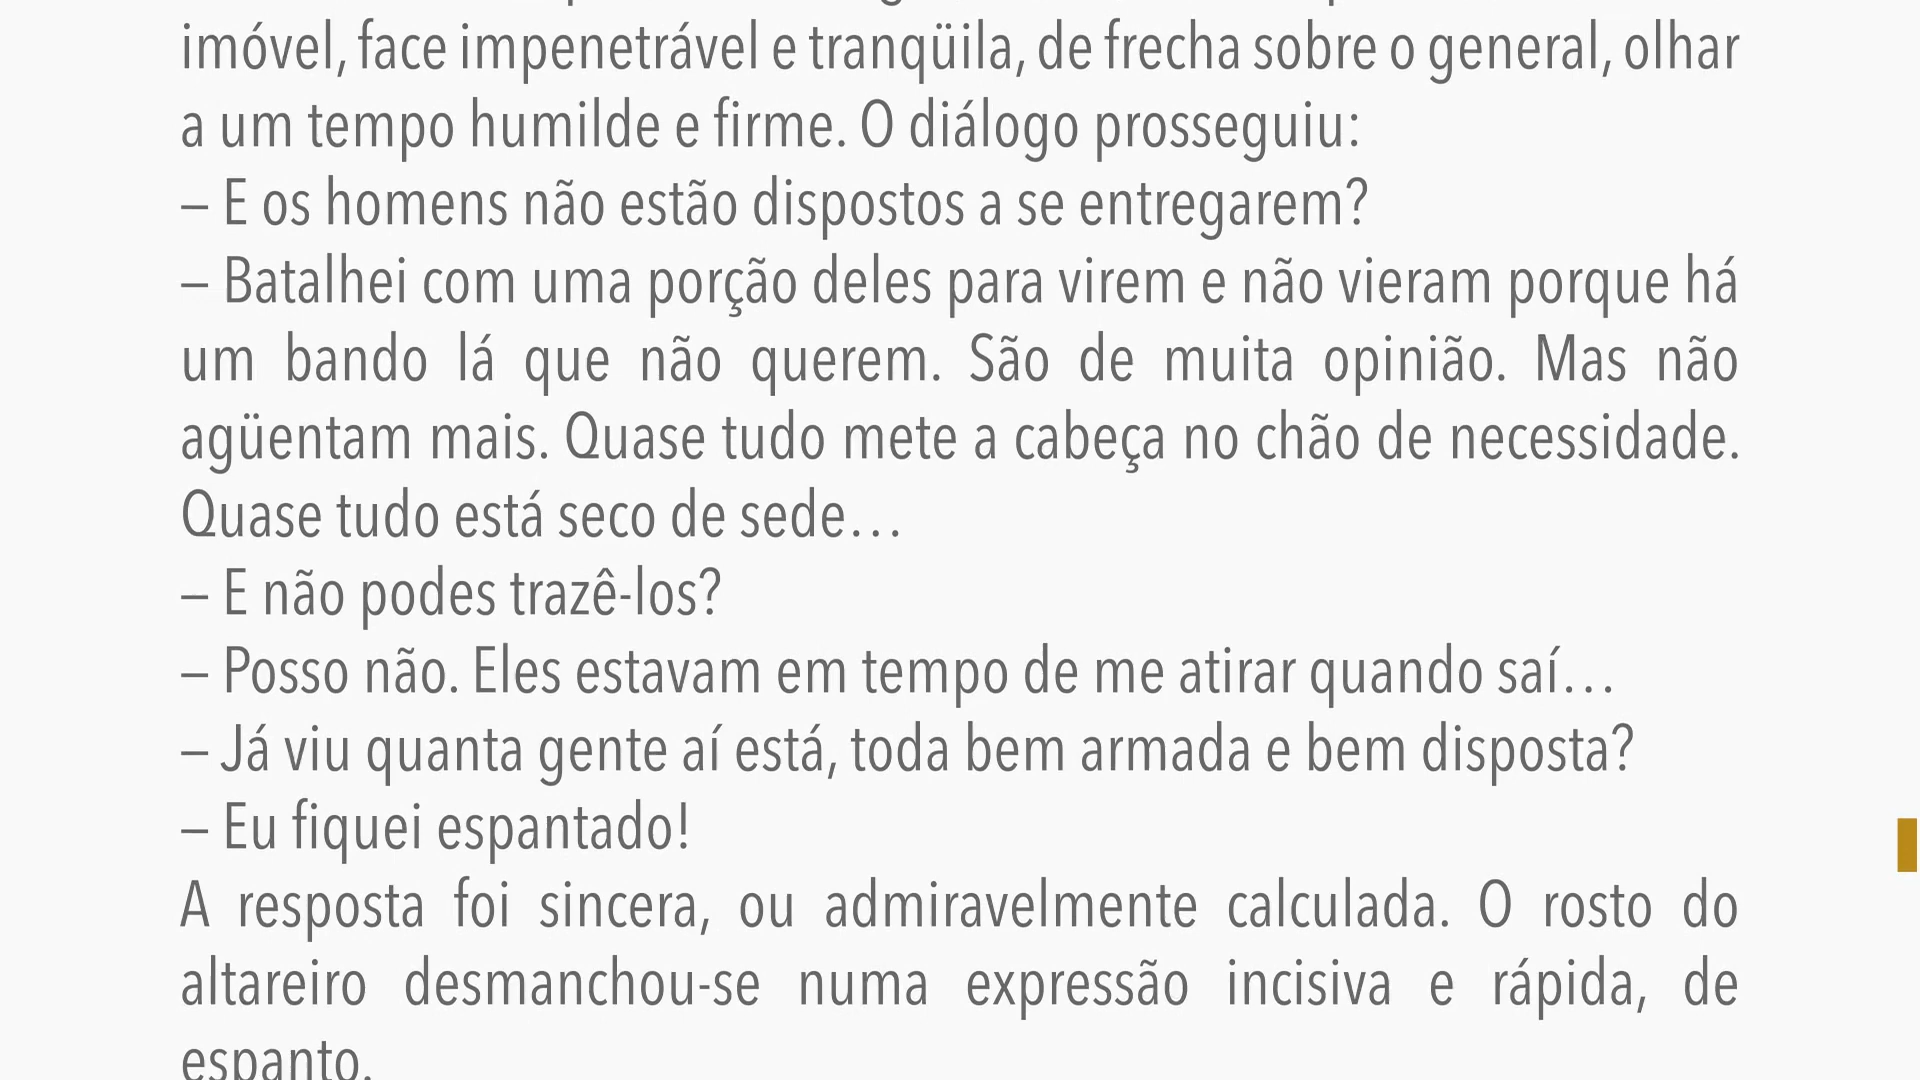 imóvel, face impenetrável e tranqüila, de frecha sobre o general, olhar
a um tempo humilde e firme. O diálogo prosseguiu:
– E os homens não estão dispostos a se entregarem?
– Batalhei com uma porção deles para virem e não vieram porque há
um bando lá que não querem. São de muita opinião. Mas não
agüentam mais. Quase tudo mete a cabeça no chão de necessidade.
Quase tudo está seco de sede…
– E não podes trazê-los?
– Posso não. Eles estavam em tempo de me atirar quando saí…
– Já viu quanta gente aí está, toda bem armada e bem disposta?
– Eu fiquei espantado!
A resposta foi sincera, ou admiravelmente calculada. O rosto do
altareiro desmanchou-se numa expressão incisiva e rápida, de
espanto.